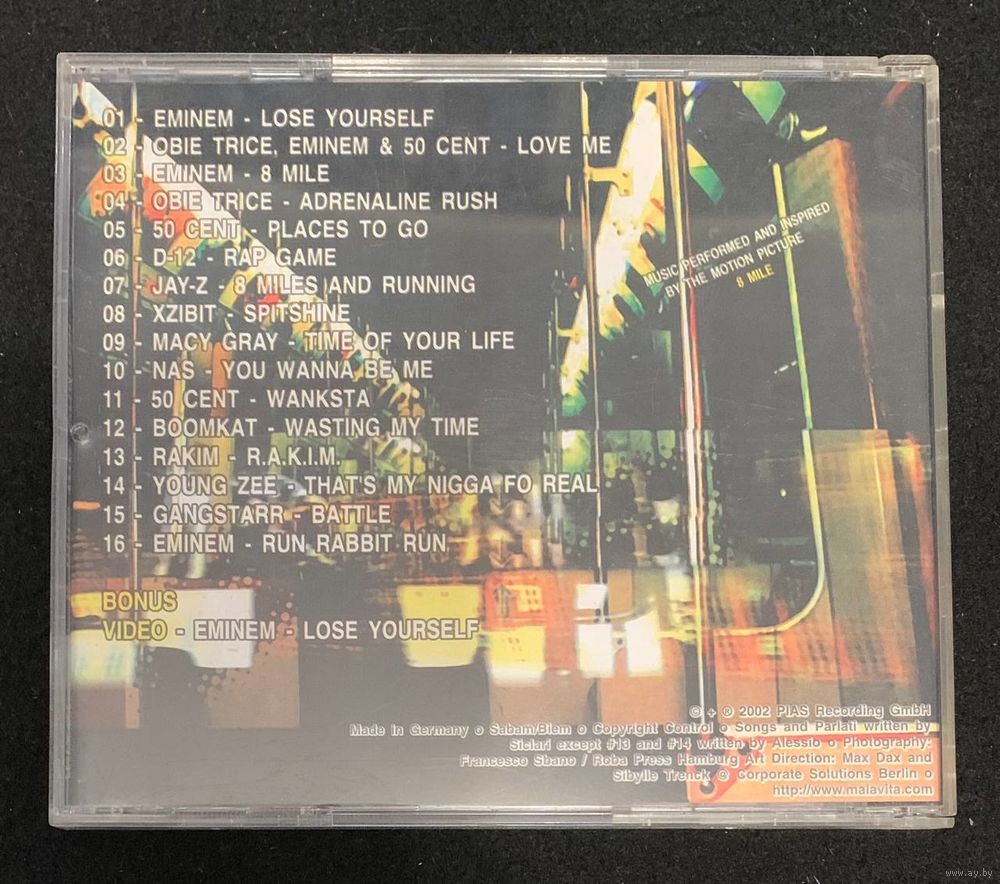 01 - EMINEM - LOSE YOURSELF
02 - OBIE TRICE, EMINEM & 50 CENT - LOVE ME
03 - EMINEM - 8 MILE
04 - OBIE TRICE - ADRENALINE RUSH
05 - 50 CENT - PLACES TO GO
06 - D-12 - RAP GAME
07 - JAY-Z - 8 MILES AND RUNNING
08 - XZIBIT - SPITSHINE
09 - MACY GRAY - TIME OF YOUR LIFE
10 - NAS - YOU WANNA BE ME
11 - 50 CENT - WANKSTA
12 - BOOMKAT - WASTING MY TIME
13 - RAKIM - R.A.K.I.M.
14 - YOUNG ZEE - THAT'S MY NIGGA FO REAL
15 - GANGSTARR - BATTLE
16 - EMINEM - RUN RABBIT RUN
BONUS
VIDEO - EMINEM - LOSE YOURSELF
MUSIC PERFORMED AND INSPIRED
BY THE MOTION PICTURE
8 MILE
© + ℗ 2002 PIAS Recording GmbH
Made in Germany o Sabam/Biem o Copyright Control o Songs and Parlati written by
Siclari except #13 and #14 written by Alessio o Photography:
Francesco Sbano / Roba Press Hamburg Art Direction: Max Dax and
Sibylle Trenck @ Corporate Solutions Berlin o
http://www.malavita.com
www.ay.by